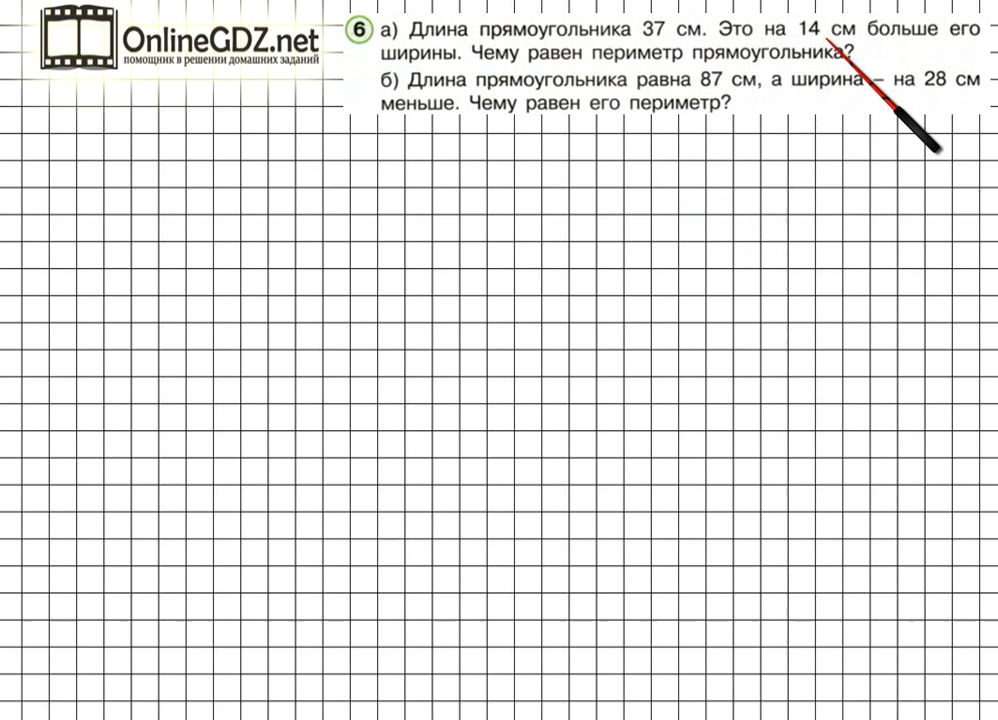 OnlineGDZ.net
помощник в решении домашних заданий
6 а) Длина прямоугольника 37 см. Это на 14 см больше его
ширины. Чему равен периметр прямоугольника?
б) Длина прямоугольника равна 87 см, а ширина – на 28 см
меньше. Чему равен его периметр?